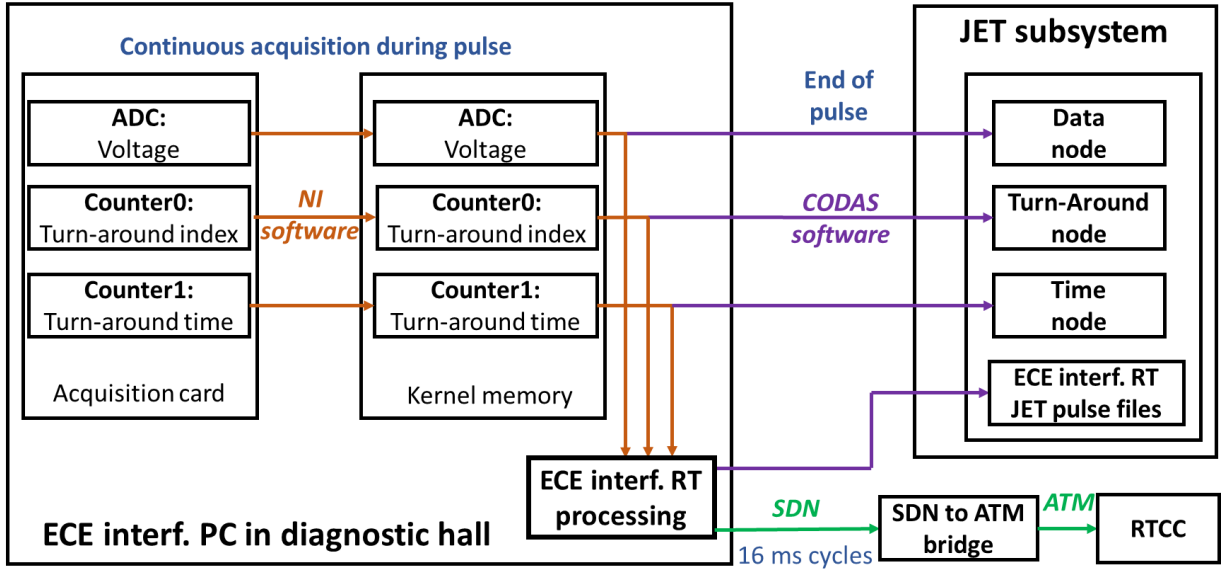 Continuous acquisition during pulse
ADC:
Voltage
Counter0:
Turn-around index
Counter1:
Turn-around time
Acquisition card
NI
software
ADC:
Voltage
Counter0:
Turn-around index
Counter1:
Turn-around time
Kernel memory
ECE interf. RT
processing
ECE interf. PC in diagnostic hall
End of
pulse
CODAS
software
JET subsystem
Data
node
Turn-Around
node
Time
node
ECE interf. RT
JET pulse files
SDN
16 ms cycles
SDN to ATM
bridge
ATM
RTCC